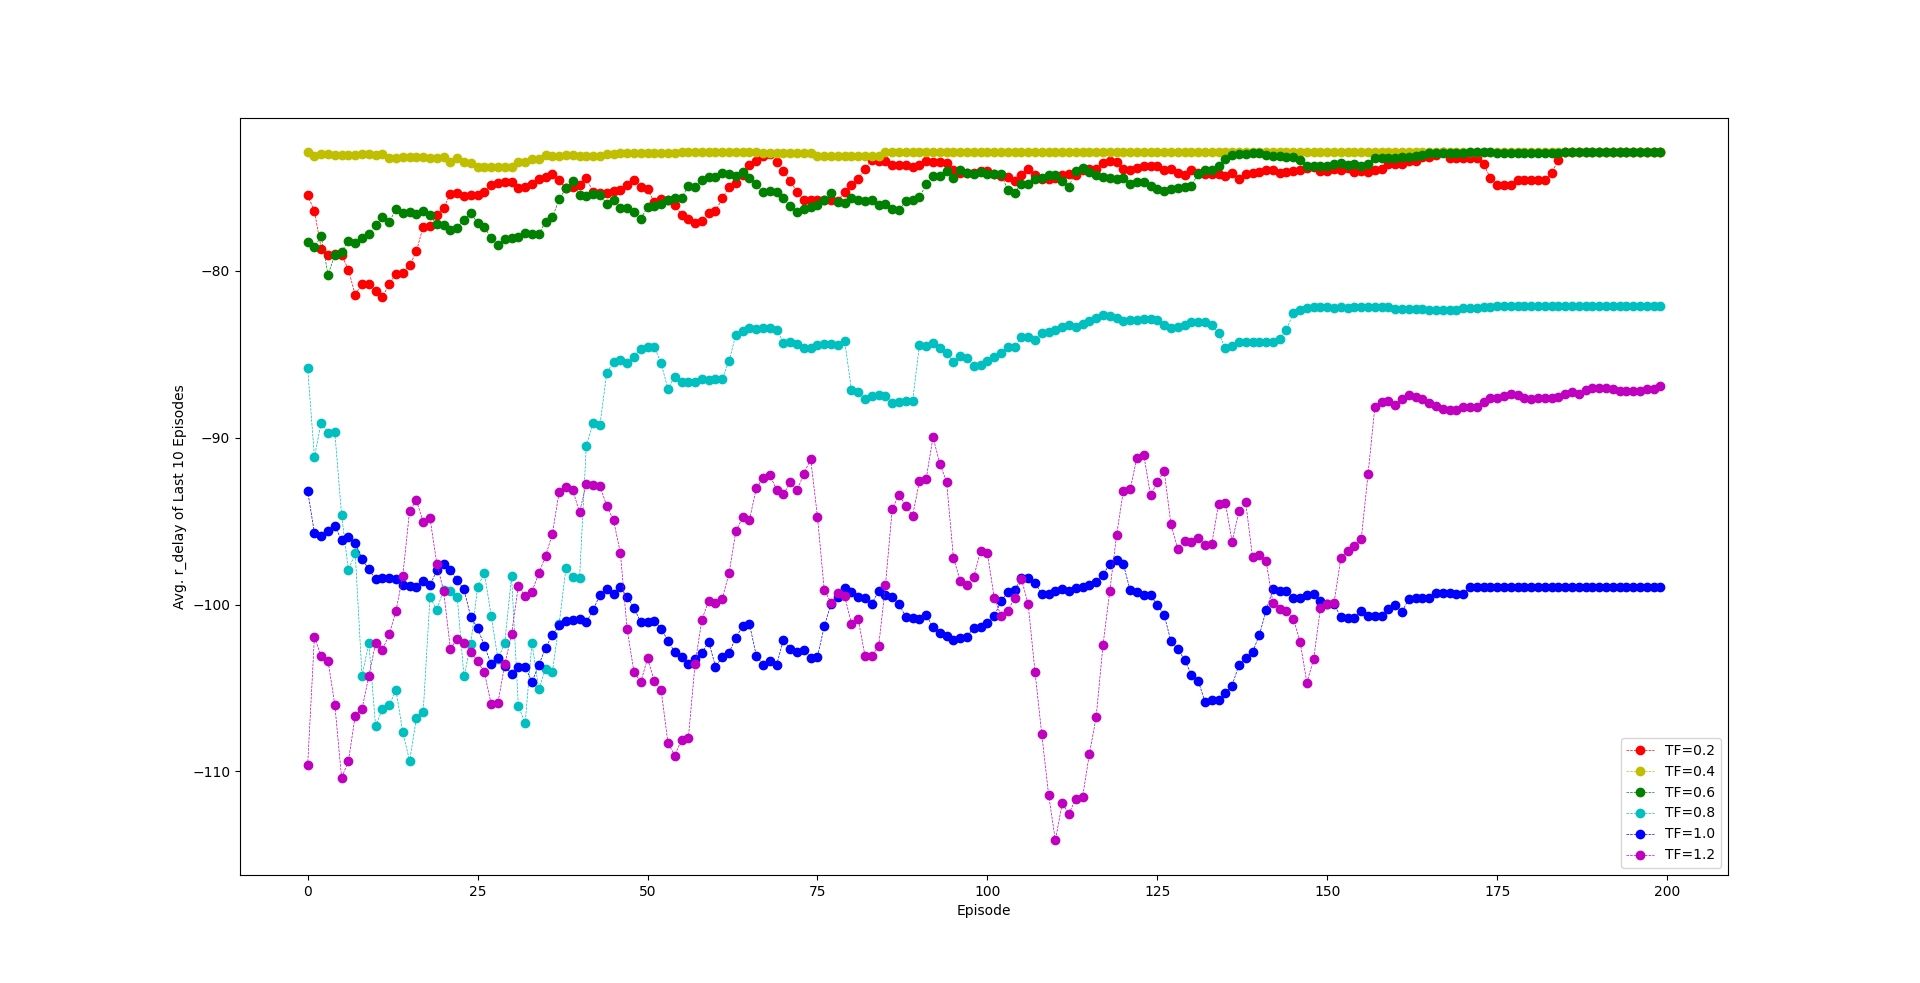 −80
−90
−100
−110
Avg. r_delay of Last 10 Episodes
0 25 50 75 100 125 150 175 200
Episode
TF=0.2
TF=0.4
TF=0.6
TF=0.8
TF=1.0
TF=1.2